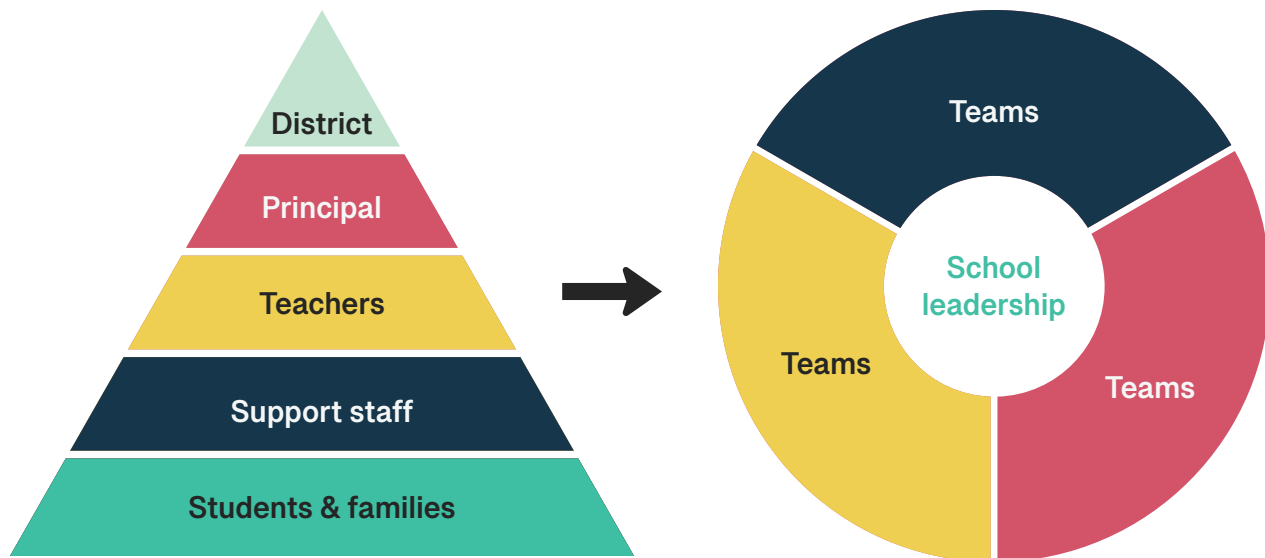 District
Principal
Teachers
Support staff
Students & families
Teams
School
leadership
Teams
Teams